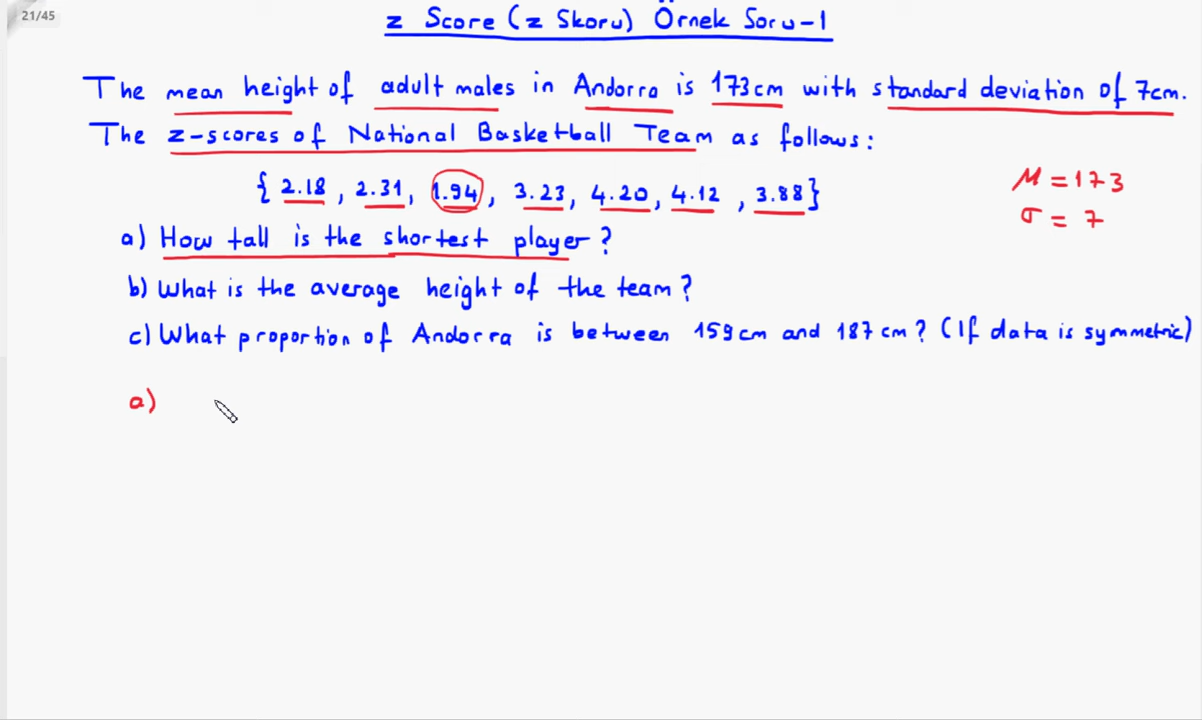 21/45
z Score (z Skoru) Örnek Soru-1
The mean height of adult males in Andorra is 173cm with standard deviation of 7cm.
The z-scores of National Basketball Team as follows:
{ 2.18 , 2.31, 1.94 , 3.23, 4.20, 4.12 , 3.88}
μ = 173
σ = 7
a) How tall is the shortest player?
b) What is the average height of the team?
c) What proportion of Andorra is between 159cm and 187cm? (If data is symmetric)
a)